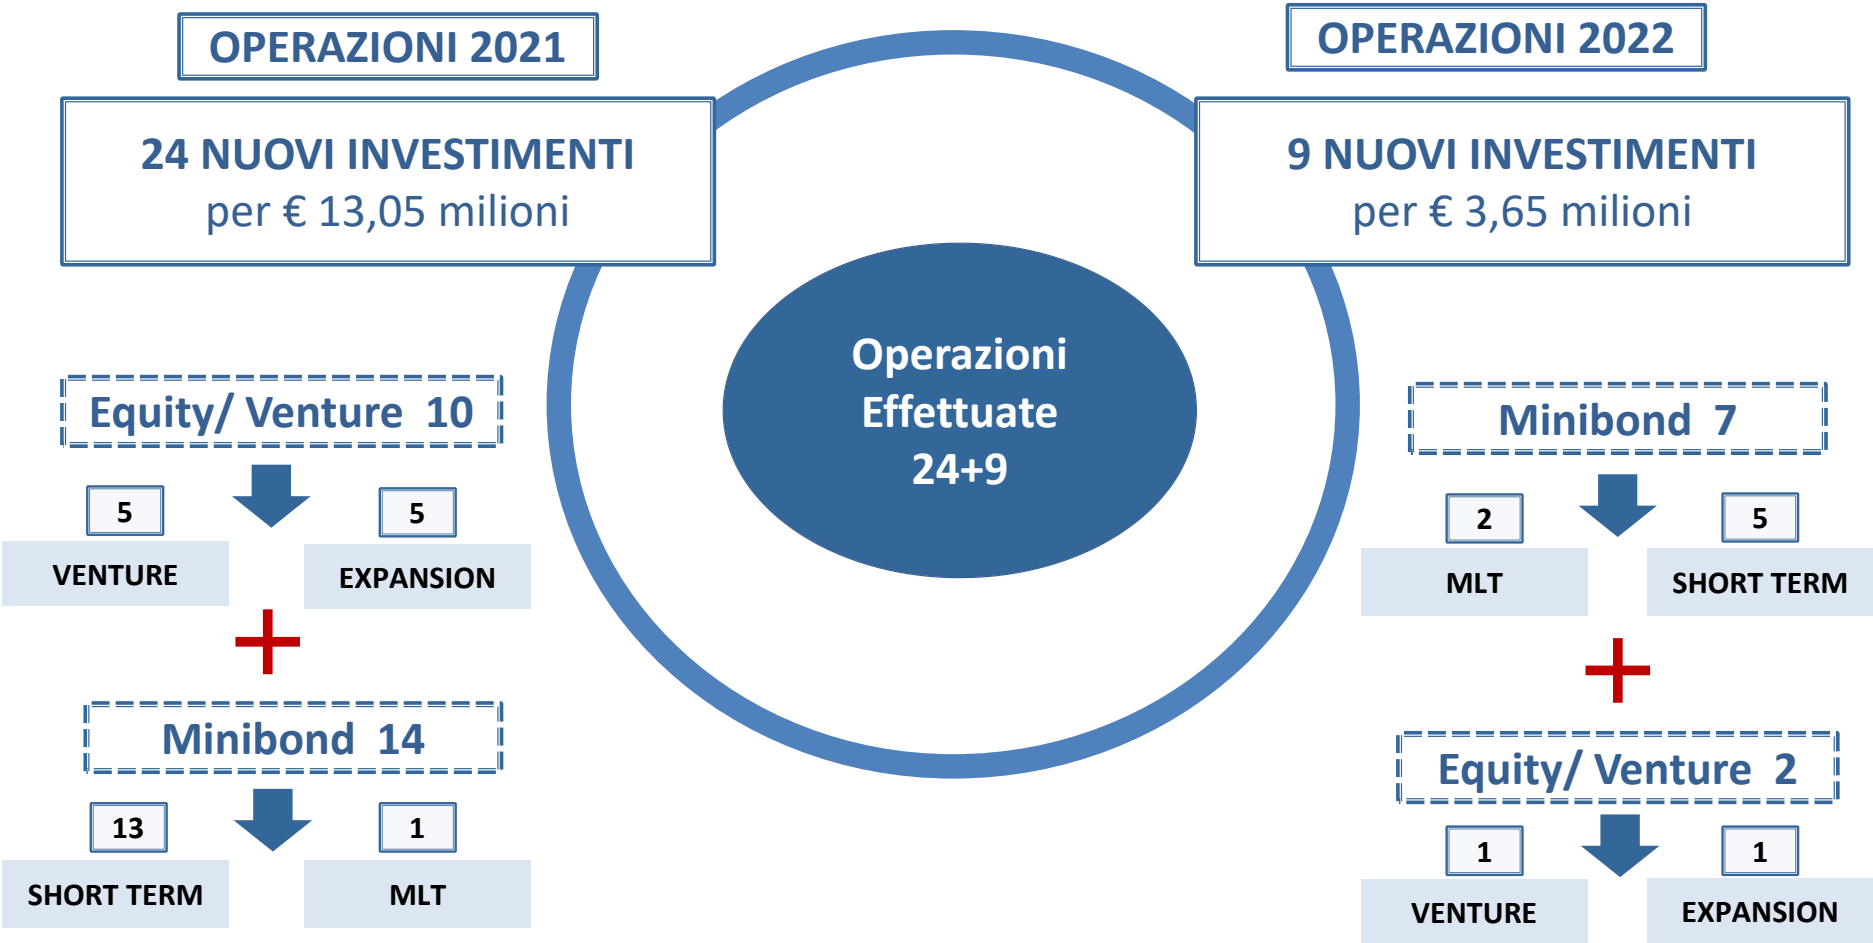 OPERAZIONI 2021
24 NUOVI INVESTIMENTI
per € 13,05 milioni
Equity/ Venture 10
5
5
VENTURE
EXPANSION
Minibond 14
13
1
SHORT TERM
MLT
Operazioni
Effettuate
24+9
OPERAZIONI 2022
9 NUOVI INVESTIMENTI
per € 3,65 milioni
Minibond 7
2
5
MLT
SHORT TERM
Equity/ Venture 2
1
1
VENTURE
EXPANSION